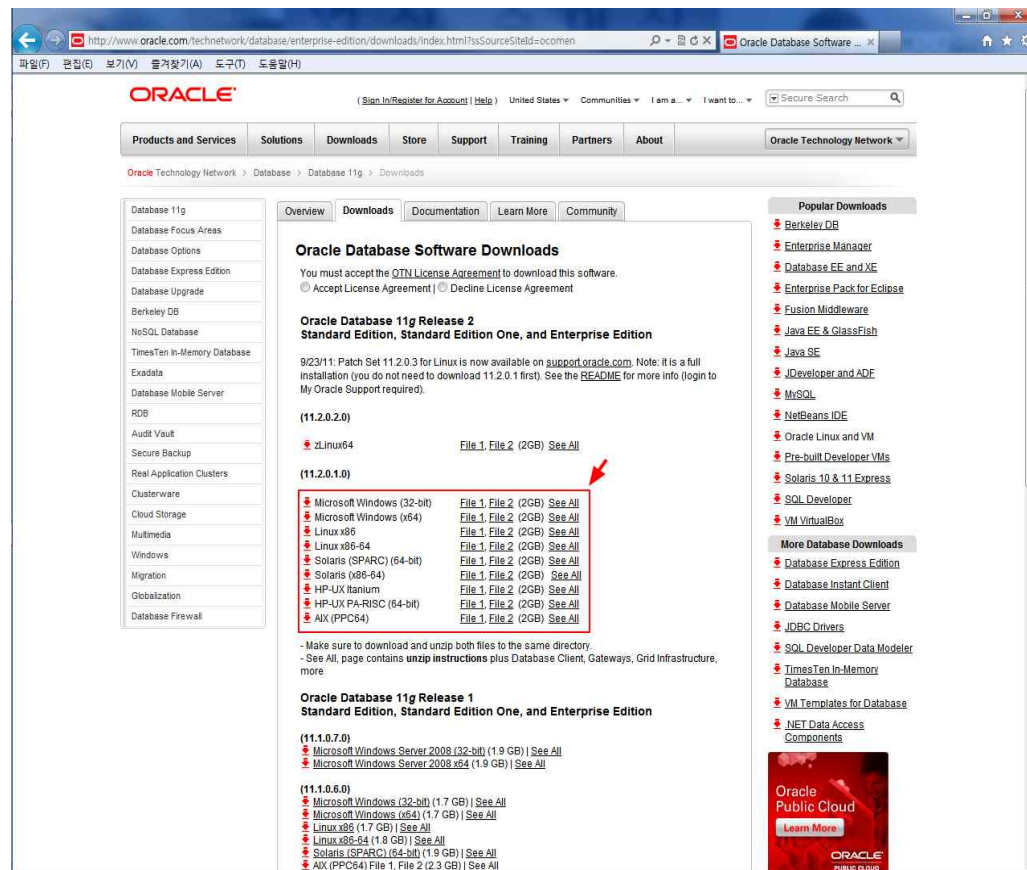 http://www.oracle.com/technetwork/database/enterprise-edition/downloads/index.html?ssSourceSiteId=ocomen
Oracle Database Software ...
파일(F) 편집(E) 보기(V) 즐겨찾기(A) 도구(T) 도움말(H)
ORACLE
( Sign In/Register for Account | Help ) United States Communities I am a... I want to...
Secure Search
Products and Services Solutions Downloads Store Support Training Partners About
Oracle Technology Network
Oracle Technology Network > Database > Database 11g > Downloads
Database 11g
Database Focus Areas
Database Options
Database Express Edition
Database Upgrade
Berkeley DB
NoSQL Database
TimesTen In-Memory Database
Exadata
Database Mobile Server
RDB
Audit Vault
Secure Backup
Real Application Clusters
Clusterware
Cloud Storage
Multimedia
Windows
Migration
Globalization
Database Firewall
Overview Downloads Documentation Learn More Community
Oracle Database Software Downloads
You must accept the OTN License Agreement to download this software.
Accept License Agreement | Decline License Agreement
Oracle Database 11g Release 2
Standard Edition, Standard Edition One, and Enterprise Edition
9/23/11: Patch Set 11.2.0.3 for Linux is now available on support.oracle.com. Note: it is a full
installation (you do not need to download 11.2.0.1 first). See the README for more info (login to
My Oracle Support required).
(11.2.0.2.0)
zLinux64 File 1, File 2 (2GB) See All
(11.2.0.1.0)
Microsoft Windows (32-bit) File 1, File 2 (2GB) See All
Microsoft Windows (x64) File 1, File 2 (2GB) See All
Linux x86 File 1, File 2 (2GB) See All
Linux x86-64 File 1, File 2 (2GB) See All
Solaris (SPARC) (64-bit) File 1, File 2 (2GB) See All
Solaris (x86-64) File 1, File 2 (2GB) See All
HP-UX Itanium File 1, File 2 (2GB) See All
HP-UX PA-RISC (64-bit) File 1, File 2 (2GB) See All
AIX (PPC64) File 1, File 2 (2GB) See All
- Make sure to download and unzip both files to the same directory.
- See All, page contains unzip instructions plus Database Client, Gateways, Grid Infrastructure,
more
Oracle Database 11g Release 1
Standard Edition, Standard Edition One, and Enterprise Edition
(11.1.0.7.0)
Microsoft Windows Server 2008 (32-bit) (1.9 GB) | See All
Microsoft Windows Server 2008 x64 (1.9 GB) | See All
(11.1.0.6.0)
Microsoft Windows (32-bit) (1.7 GB) | See All
Microsoft Windows (x64) (1.7 GB) | See All
Linux x86 (1.7 GB) | See All
Linux x86-64 (1.8 GB) | See All
Solaris (SPARC) (64-bit) (1.9 GB) | See All
AIX (PPC64) File 1, File 2 (2.3 GB) | See All
Popular Downloads
Berkeley DB
Enterprise Manager
Database EE and XE
Enterprise Pack for Eclipse
Fusion Middleware
Java EE & GlassFish
Java SE
JDeveloper and ADF
MySQL
NetBeans IDE
Oracle Linux and VM
Pre-built Developer VMs
Solaris 10 & 11 Express
SQL Developer
VM VirtualBox
More Database Downloads
Database Express Edition
Database Instant Client
Database Mobile Server
JDBC Drivers
SQL Developer Data Modeler
TimesTen In-Memory
Database
VM Templates for Database
.NET Data Access
Components
Oracle
Public Cloud
Learn More
ORACLE
PUBLIC CLOUD